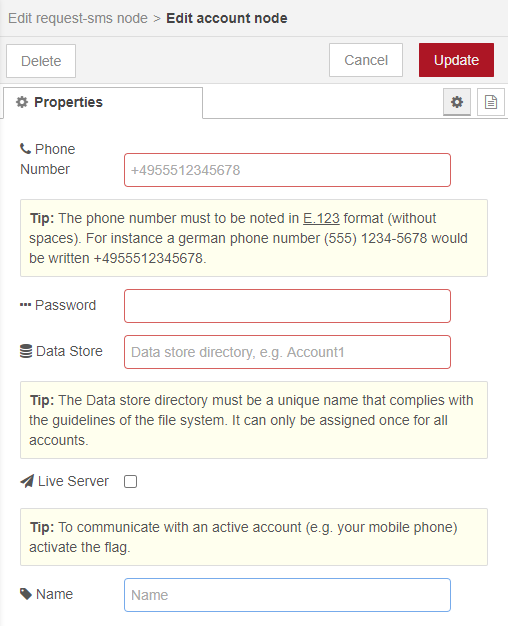 Edit request-sms node > Edit account node
Delete Cancel Update
Properties
Phone
Number
+4955512345678
Tip: The phone number must to be noted in E.123 format (without
spaces). For instance a german phone number (555) 1234-5678 would
be written +4955512345678.
Password
Data Store Data store directory, e.g. Account1
Tip: The Data store directory must be a unique name that complies with
the guidelines of the file system. It can only be assigned once for all
accounts.
Live Server
Tip: To communicate with an active account (e.g. your mobile phone)
activate the flag.
Name Name